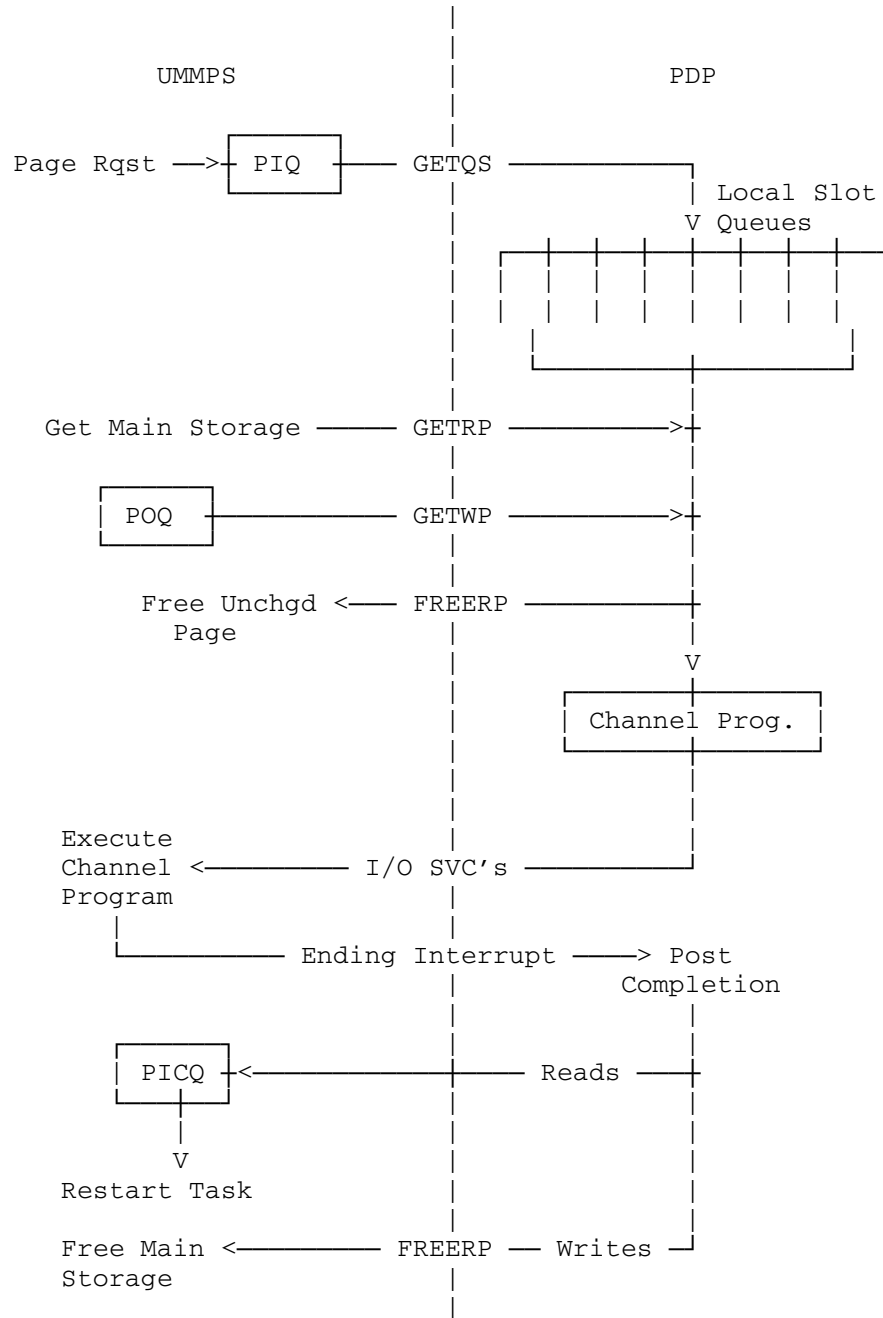 UMMPS PDP
Page Rqst PIQ GETQS
Local Slot
V Queues
Get Main Storage GETRP
POQ GETWP
Free Unchgd FREERP
Page
V
Channel Prog.
Execute
Channel I/O SVC's
Program
Ending Interrupt Post
Completion
PICQ Reads
V
Restart Task
Free Main FREERP Writes
Storage